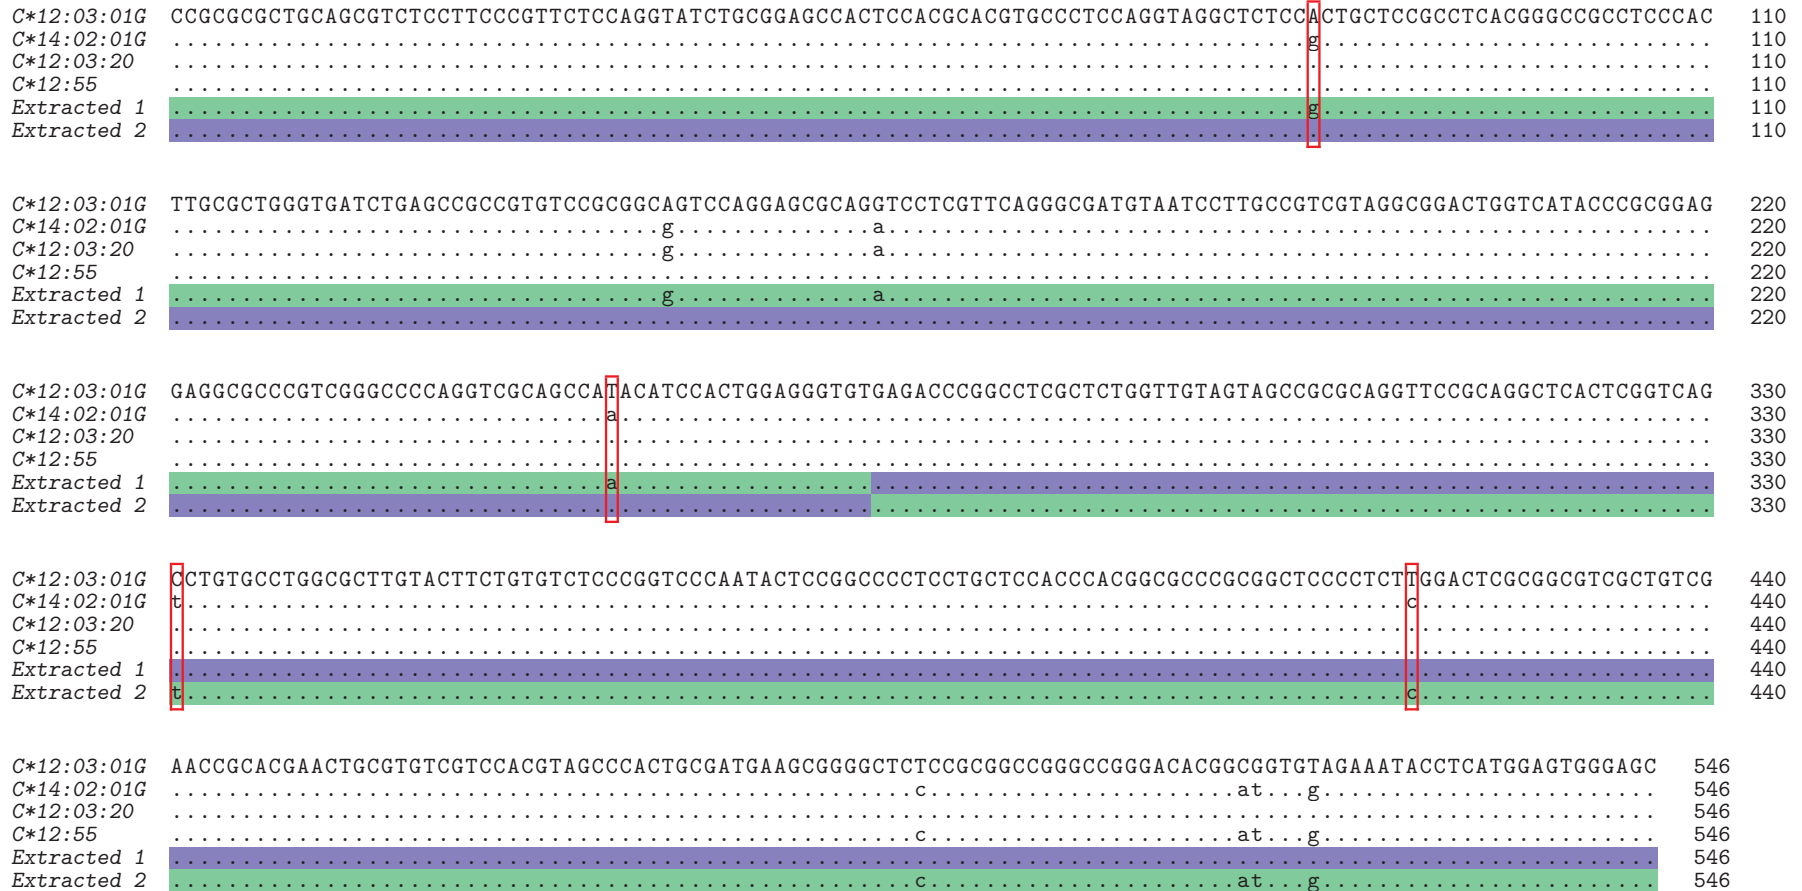 C*12:03:01G CCGCGCGCTGCAGCGTCTCCTTCCCGTTCTCCAGGTATCTGCGGAGCCACTCCACGCACGTGCCCTCCAGGTAGGCTCTCCACTGCTCCGCCTCACGGGCCGCCTCCCAC 110
C*14:02:01G .................................................................................g............................ 110
C*12:03:20 .............................................................................................................. 110
C*12:55 .............................................................................................................. 110
Extracted 1 .................................................................................g............................ 110
Extracted 2 .............................................................................................................. 110
C*12:03:01G TTGCGCTGGGTGATCTGAGCCGCCGTGTCCGCGGCAGTCCAGGAGCGCAGGTCCTCGTTCAGGGCGATGTAATCCTTGCCGTCGTAGGCGGACTGGTCATACCCGCGGAG 220
C*14:02:01G ...................................g..............a........................................................... 220
C*12:03:20 ...................................g..............a........................................................... 220
C*12:55 .............................................................................................................. 220
Extracted 1 ...................................g..............a........................................................... 220
Extracted 2 .............................................................................................................. 220
C*12:03:01G GAGGCGCCCGTCGGGCCCCAGGTCGCAGCCATACATCCACTGGAGGGTGTGAGACCCGGCCTCGCTCTGGTTGTAGTAGCCGCGCAGGTTCCGCAGGCTCACTCGGTCAG 330
C*14:02:01G ...............................a.............................................................................. 330
C*12:03:20 .............................................................................................................. 330
C*12:55 .............................................................................................................. 330
Extracted 1 ...............................a.............................................................................. 330
Extracted 2 .............................................................................................................. 330
C*12:03:01G CCTGTGCCTGGCGCTTGTACTTCTGTGTCTCCCGGTCCCAATACTCCGGCCCCTCCTGCTCCACCCACGGCGCCCGCGGCTCCCCTCTTGGACTCGCGGCGTCGCTGTCG 440
C*14:02:01G t.......................................................................................c..................... 440
C*12:03:20 .............................................................................................................. 440
C*12:55 .............................................................................................................. 440
Extracted 1 .............................................................................................................. 440
Extracted 2 t.......................................................................................c..................... 440
C*12:03:01G AACCGCACGAACTGCGTGTCGTCCACGTAGCCCACTGCGATGAAGCGGGGCTCTCCGCGGCCGGGCCGGGACACGGCGGTGTAGAAATACCTCATGGAGTGGGAGC 546
C*14:02:01G .....................................................c......................at...g........................ 546
C*12:03:20 .......................................................................................................... 546
C*12:55 .....................................................c......................at...g........................ 546
Extracted 1 .......................................................................................................... 546
Extracted 2 .....................................................c......................at...g........................ 546